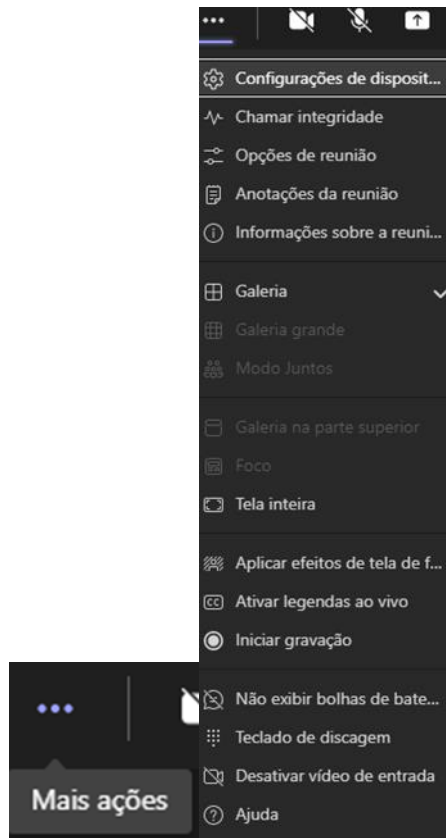 Configurações de disposit...
Chamar integridade
Opções de reunião
Anotações da reunião
Informações sobre a reuni...
Galeria
Galeria grande
Modo Juntos
Galeria na parte superior
Foco
Tela inteira
Aplicar efeitos de tela de f...
CC Ativar legendas ao vivo
Iniciar gravação
Não exibir bolhas de bate...
Teclado de discagem
Desativar vídeo de entrada
Ajuda
Mais ações